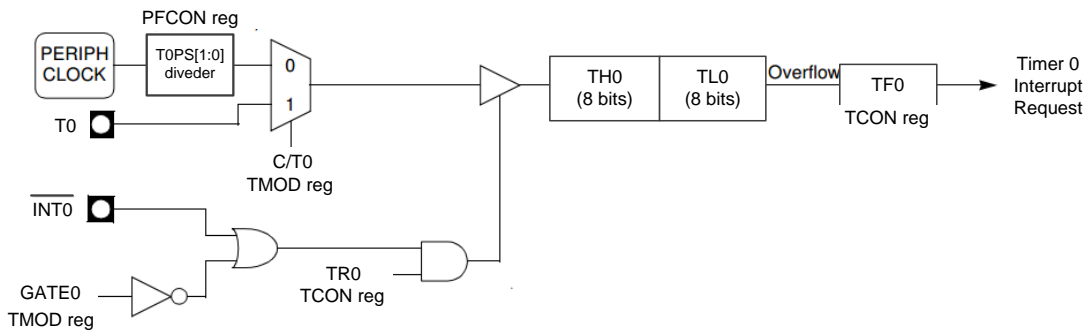 PFCON reg
PERIPH
CLOCK
T0PS[1:0]
diveder
0
1
T0
C/T0
TMOD reg
TH0
(8 bits)
TL0
(8 bits)
Overflow
TF0
TCON reg
Timer 0
Interrupt
Request
INT0
GATE0
TMOD reg
TR0
TCON reg